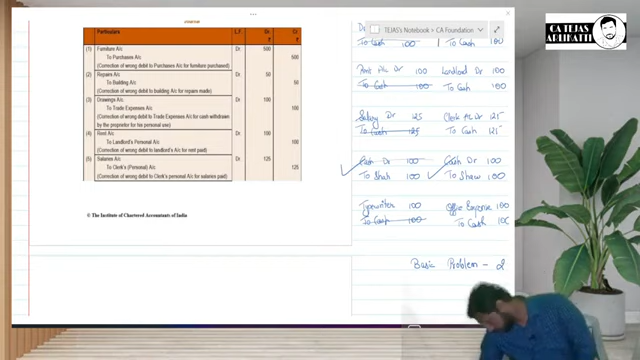 TEJAS's Notebook > CA Foundation
CA TEJAS
Particulars L.F. Dr. ₹ Cr. ₹
(1) Furniture A/c Dr. 500
To Purchases A/c 500
(Correction of wrong debit to Purchases A/c for furniture purchased)
(2) Repairs A/c Dr. 50
To Building A/c 50
(Correction of wrong debit to building A/c for repairs made)
(3) Drawings A/c Dr. 100
To Trade Expenses A/c 100
(Correction of wrong debit to Trade Expenses A/c for cash withdrawn by the proprietor for his personal use)
(4) Rent A/c Dr. 100
To Landlord's Personal A/c 100
(Correction of wrong debit to landlord's A/c for rent paid)
(5) Salaries A/c Dr. 125
To Clerk's (Personal) A/c 125
(Correction of wrong debit to Clerk's personal A/c for salaries paid)
© The Institute of Chartered Accountants of India
To Cash 100 To Cash 100
Rent A/c Dr 100 Landlord Dr 100
To Cash 100 To Cash 100
Salary Dr 125 Clerk A/c Dr 125
To Cash 125 To Cash 125
Cash Dr 100 Cash Dr 100
To Shah 100 To Shaw 100
Typewriter 100 Office Expense 100
To Cash 100 To Cash 100
Basic Problem - 2